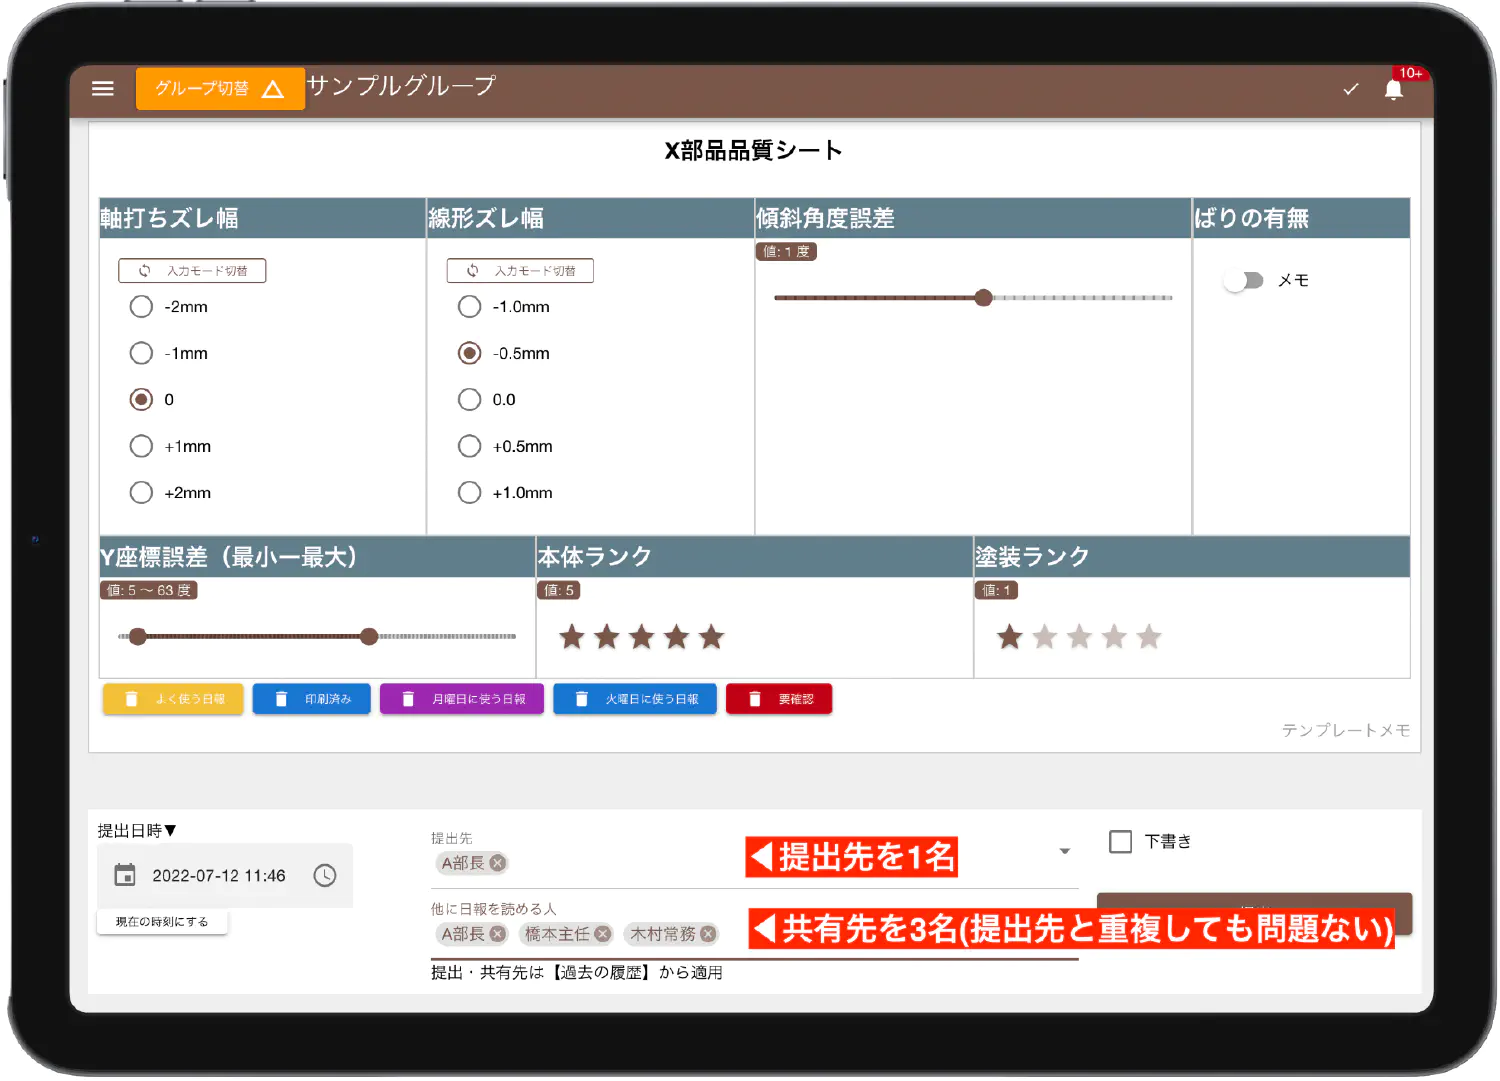 グループ切替 サンプルグループ 10+
X部品品質シート
軸打ちズレ幅 線形ズレ幅 傾斜角度誤差 ばりの有無
値: 1 度
入力モード切替 入力モード切替 メモ
-2mm -1.0mm
-1mm -0.5mm
0 0.0
+1mm +0.5mm
+2mm +1.0mm
Y座標誤差（最小ー最大） 本体ランク 塗装ランク
値: 5 〜 63 度 値: 5 値: 1
よく使う日報 印刷済み 月曜日に使う日報 火曜日に使う日報 要確認
テンプレートメモ
提出日時▼
2022-07-12 11:46
現在の時刻にする
提出先
A部長
◀提出先を1名
下書き
他に日報を読める人
A部長 橋本主任 木村常務
◀共有先を3名(提出先と重複しても問題ない)
提出・共有先は【過去の履歴】から適用